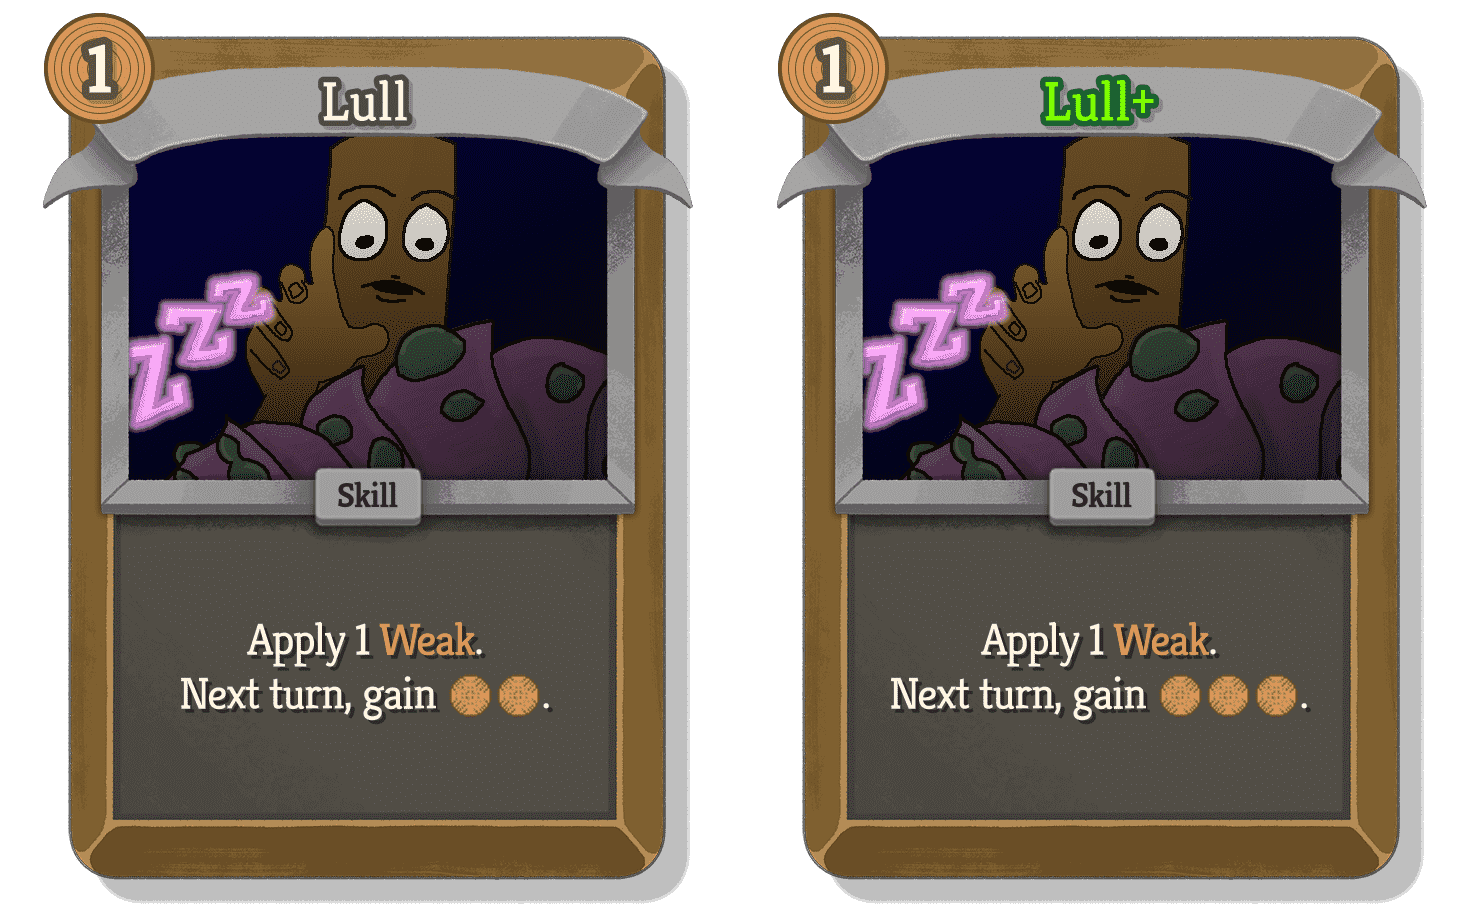 1
Lull
Z Z Z
Skill
Apply 1 Weak.
Next turn, gain .
1
Lull+
Z Z Z
Skill
Apply 1 Weak.
Next turn, gain .